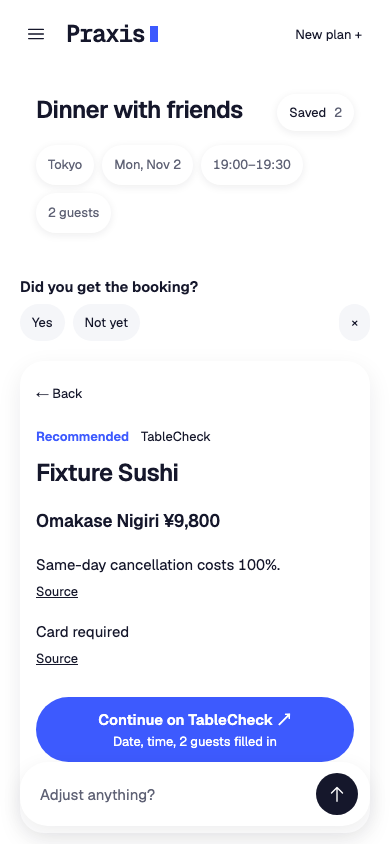 Praxis
New plan +
Dinner with friends
Saved 2
Tokyo
Mon, Nov 2
19:00–19:30
2 guests
Did you get the booking?
Yes
Not yet
×
← Back
Recommended TableCheck
Fixture Sushi
Omakase Nigiri ¥9,800
Same-day cancellation costs 100%.
Source
Card required
Source
Continue on TableCheck ↗
Date, time, 2 guests filled in
Adjust anything?
↑